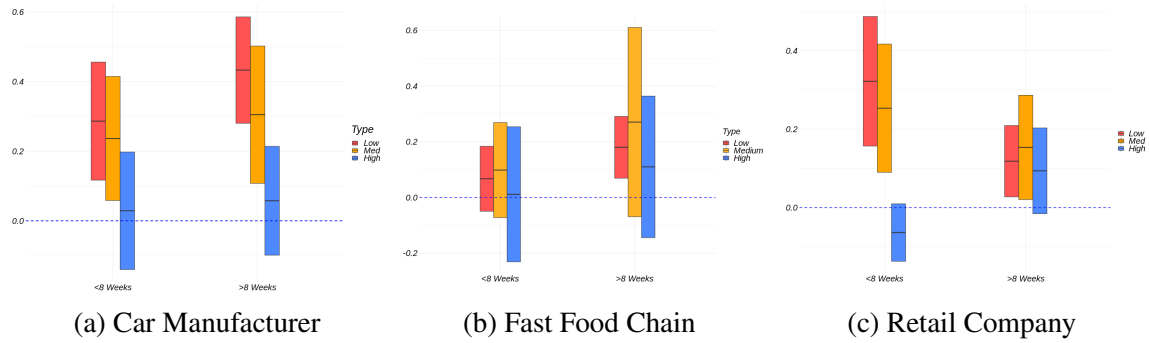 0.6
0.4
0.2
0.0
<8 Weeks
>8 Weeks
Type
Low
Med
High
(a) Car Manufacturer
0.6
0.4
0.2
0.0
-0.2
<8 Weeks
>8 Weeks
Type
Low
Medium
High
(b) Fast Food Chain
0.4
0.2
0.0
<8 Weeks
>8 Weeks
Low
Med
High
(c) Retail Company